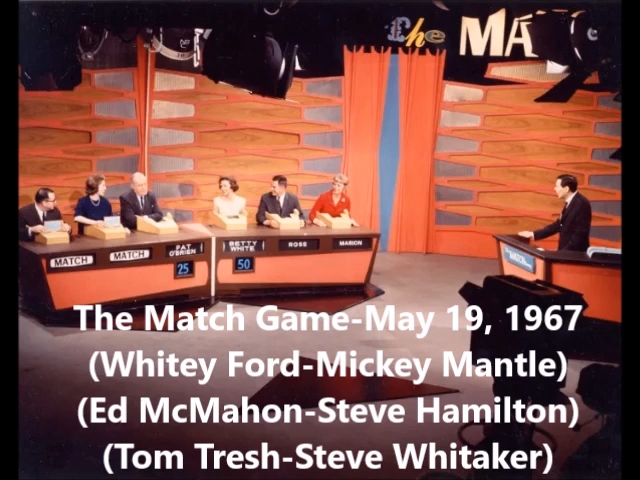 The MA
MATCH MATCH PAT O'BRIEN BETTY WHITE ROSS MARION
25 50
The Match Game-May 19, 1967
(Whitey Ford-Mickey Mantle)
(Ed McMahon-Steve Hamilton)
(Tom Tresh-Steve Whitaker)